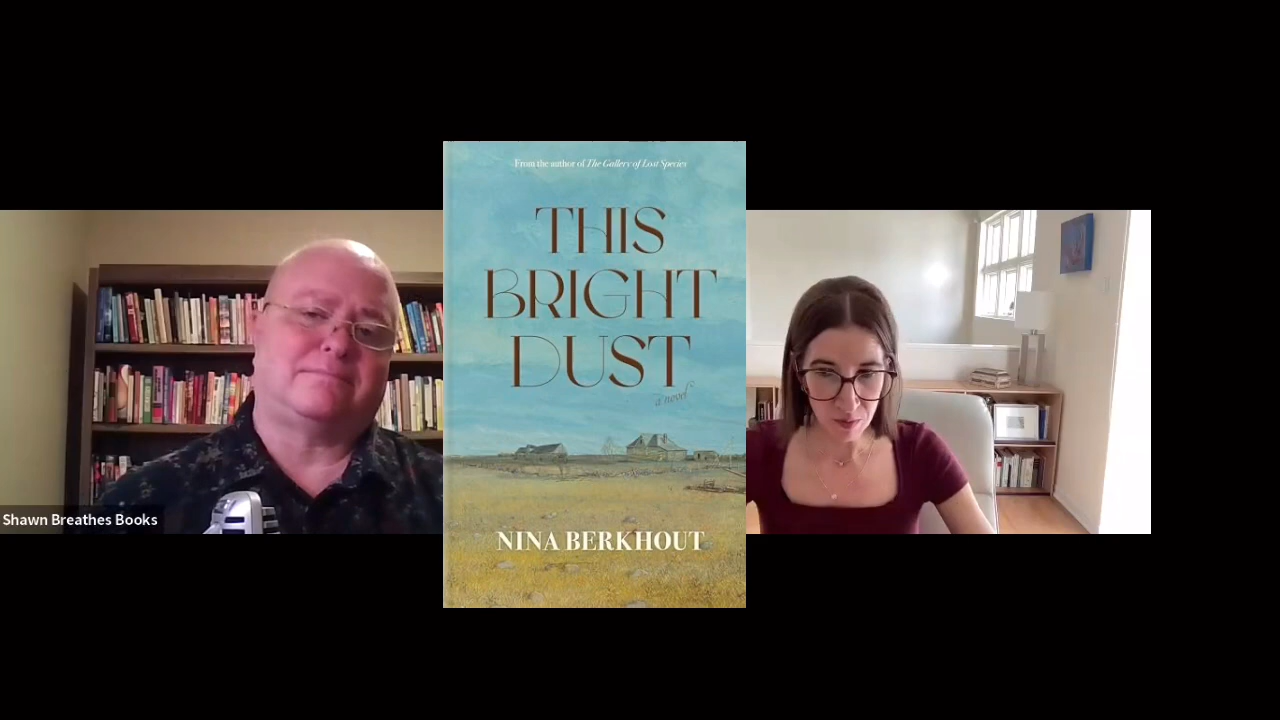 From the author of The Gallery of Lost Species
THIS
BRIGHT
DUST
a novel
NINA BERKHOUT
Shawn Breathes Books